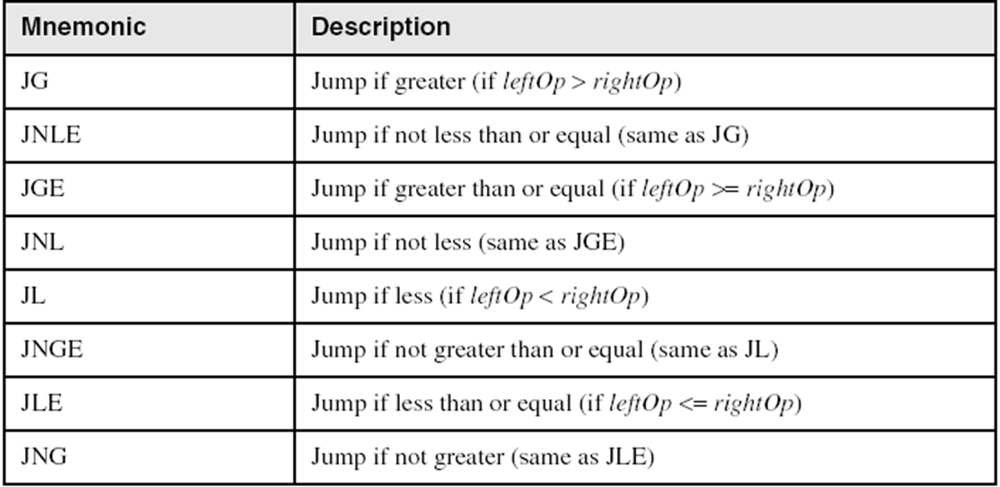 Mnemonic Description
JG Jump if greater (if leftOp > rightOp)
JNLE Jump if not less than or equal (same as JG)
JGE Jump if greater than or equal (if leftOp >= rightOp)
JNL Jump if not less (same as JGE)
JL Jump if less (if leftOp < rightOp)
JNGE Jump if not greater than or equal (same as JL)
JLE Jump if less than or equal (if leftOp <= rightOp)
JNG Jump if not greater (same as JLE)